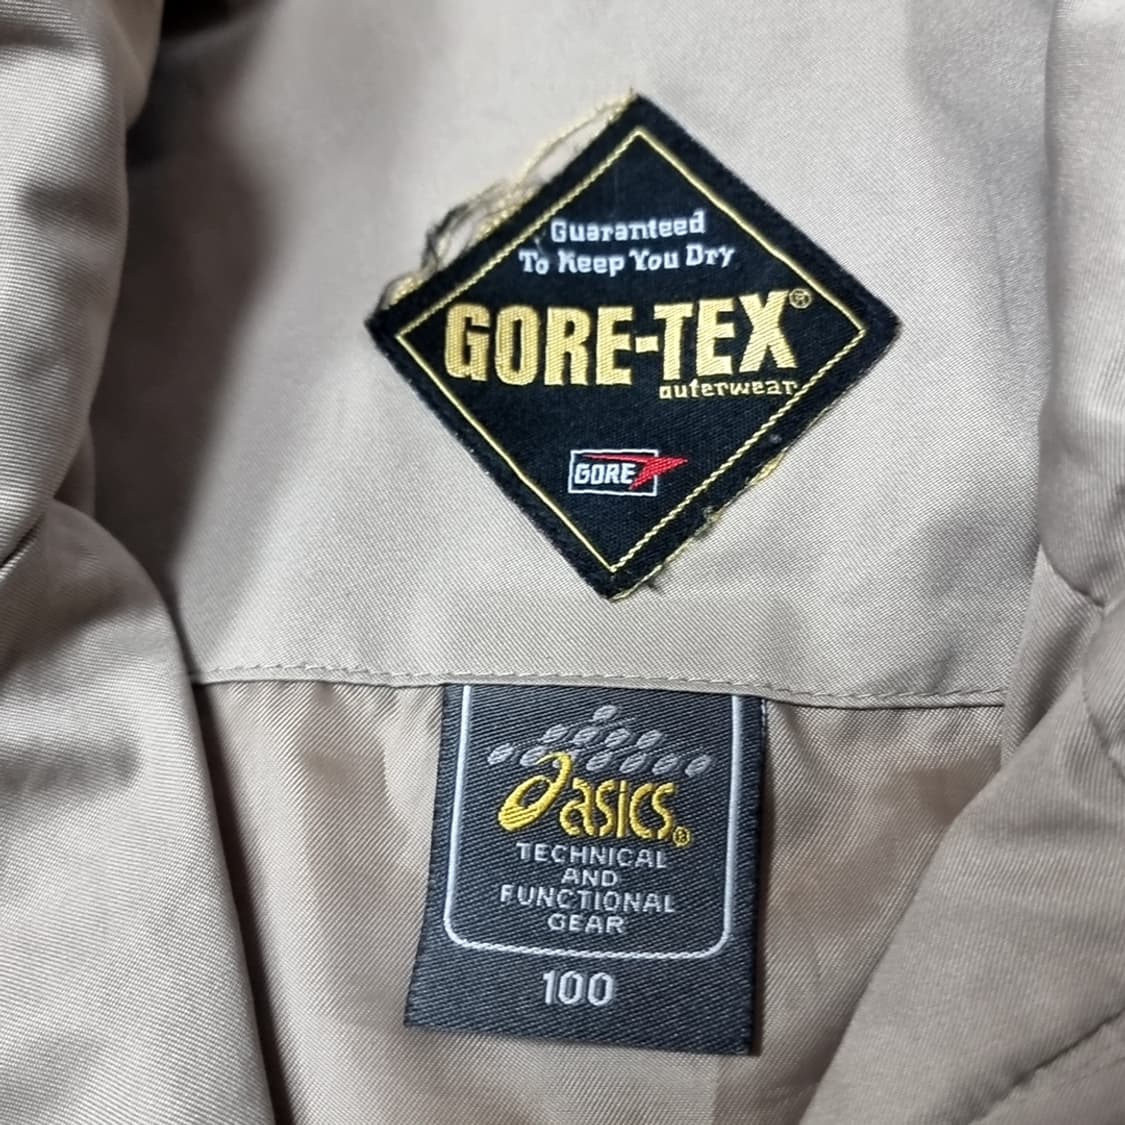 Guaranteed
To Keep You Dry
GORE-TEX®
outerwear
GORE
asics®
TECHNICAL
AND
FUNCTIONAL
GEAR
100